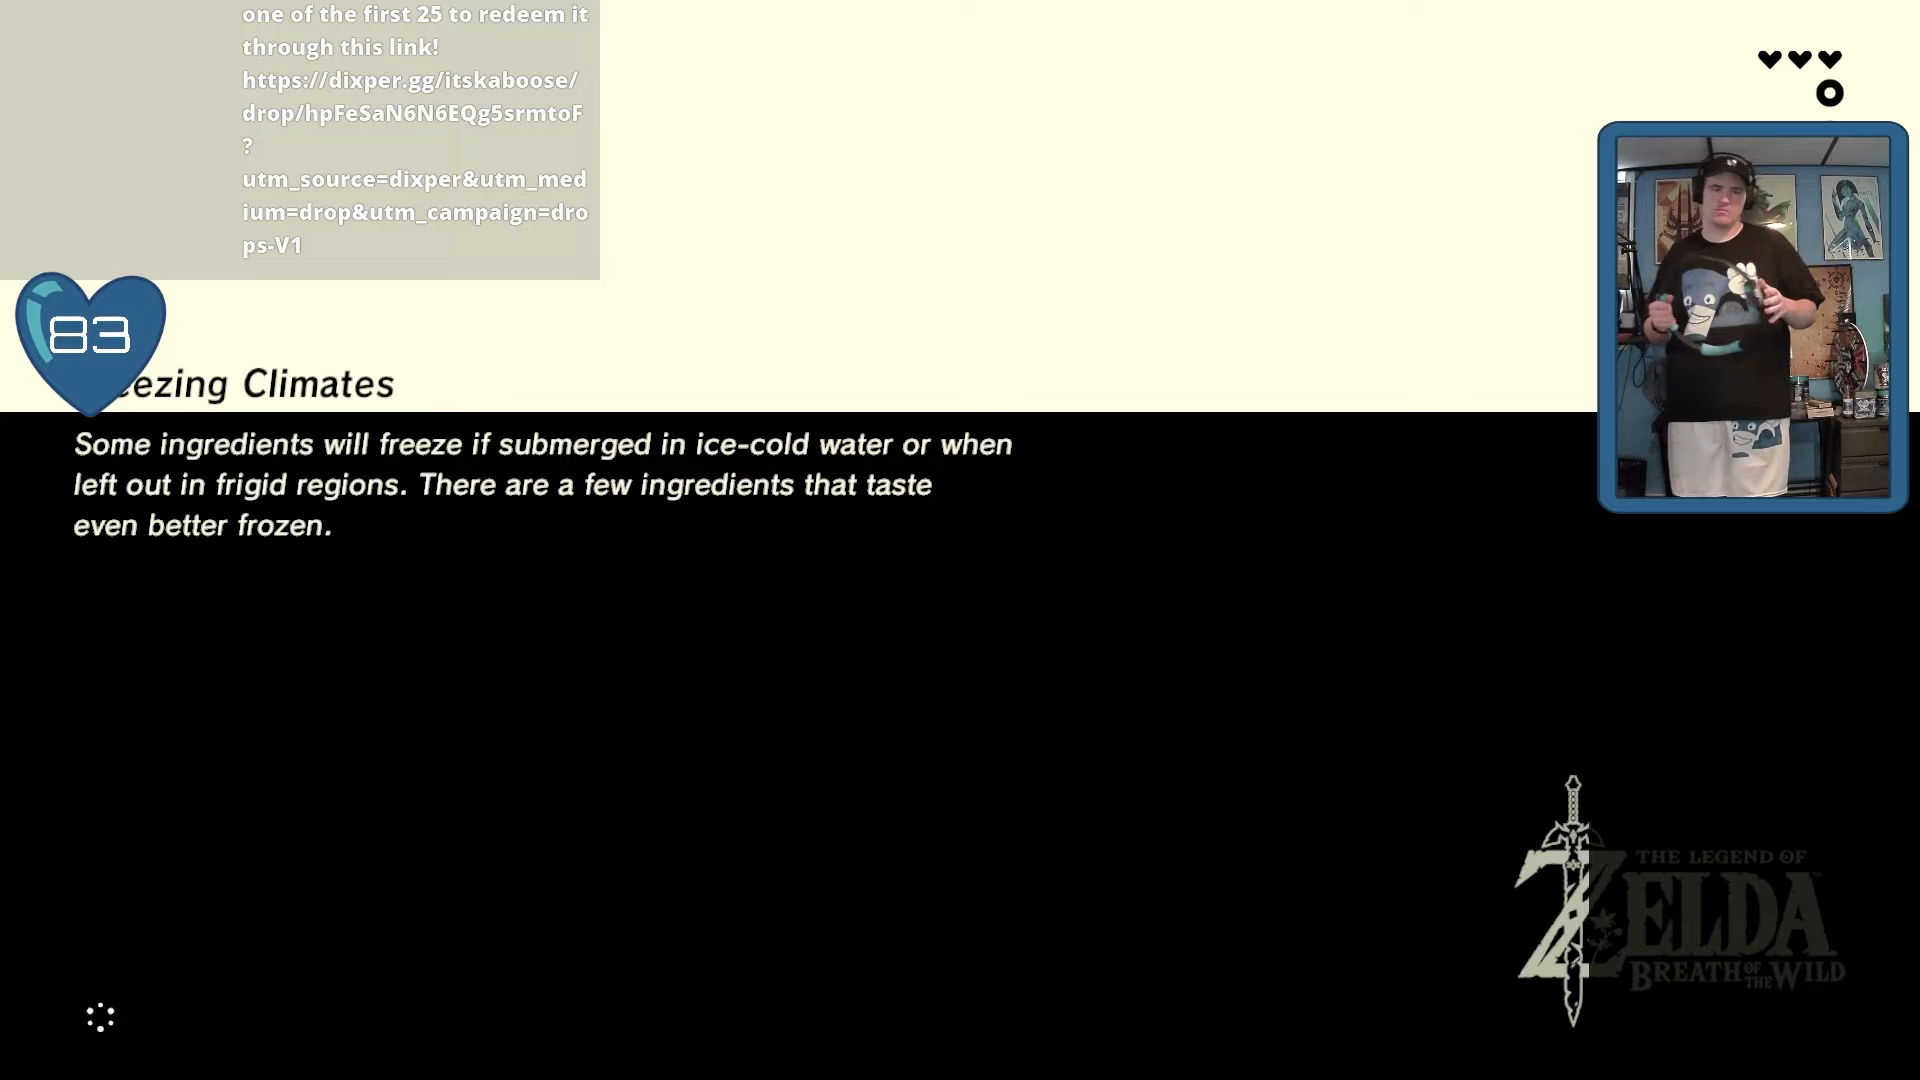 one of the first 25 to redeem it
through this link!
https://dixper.gg/itskaboose/
drop/hpFeSaN6N6EQg5srmtoF
?
utm_source=dixper&utm_med
ium=drop&utm_campaign=dro
ps-V1
83
eezing Climates
Some ingredients will freeze if submerged in ice-cold water or when
left out in frigid regions. There are a few ingredients that taste
even better frozen.
THE LEGEND OF
ZELDA
BREATH OF THE WILD